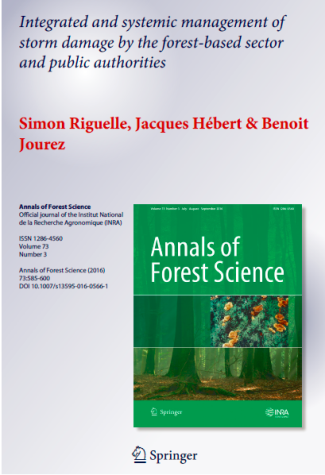 Integrated and systemic management of
storm damage by the forest-based sector
and public authorities
Simon Riguelle, Jacques Hébert & Benoit
Jourez
Annals of Forest Science
Official journal of the Institut National
de la Recherche Agronomique (INRA)
ISSN 1286-4560
Volume 73
Number 3
Annals of Forest Science (2016)
73:585-600
DOI 10.1007/s13595-016-0566-1
Annals of
Forest Science
Springer
INRA
Springer